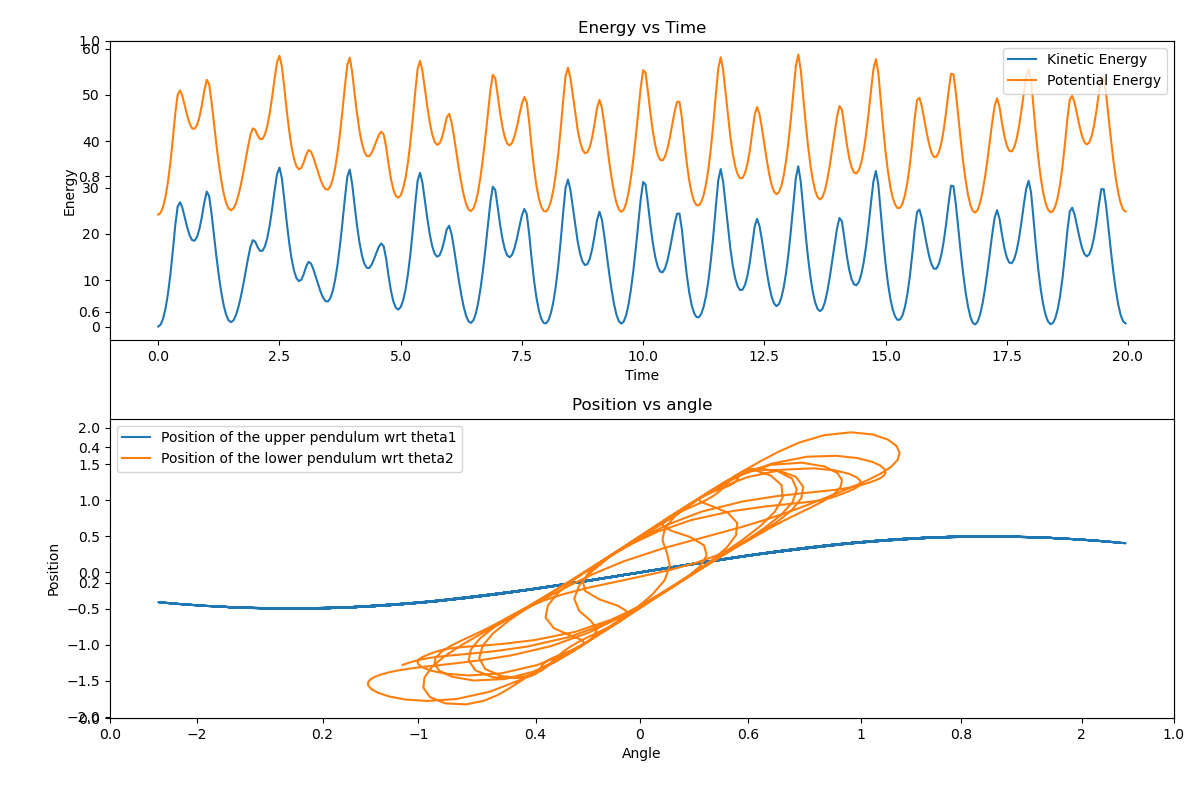 Energy vs Time
1.0
60
Kinetic Energy
Potential Energy
50
40
0.8
30
Energy
20
10
0.6
0
0.0 2.5 5.0 7.5 10.0 12.5 15.0 17.5 20.0
Time
Position vs angle
2.0
Position of the upper pendulum wrt theta1
0.4
Position of the lower pendulum wrt theta2
1.5
1.0
0.5
0.0
0.2
Position
−0.5
−1.0
−1.5
−2.0
0.0
0.0 −2 0.2 −1 0.4 0 0.6 1 0.8 2 1.0
Angle